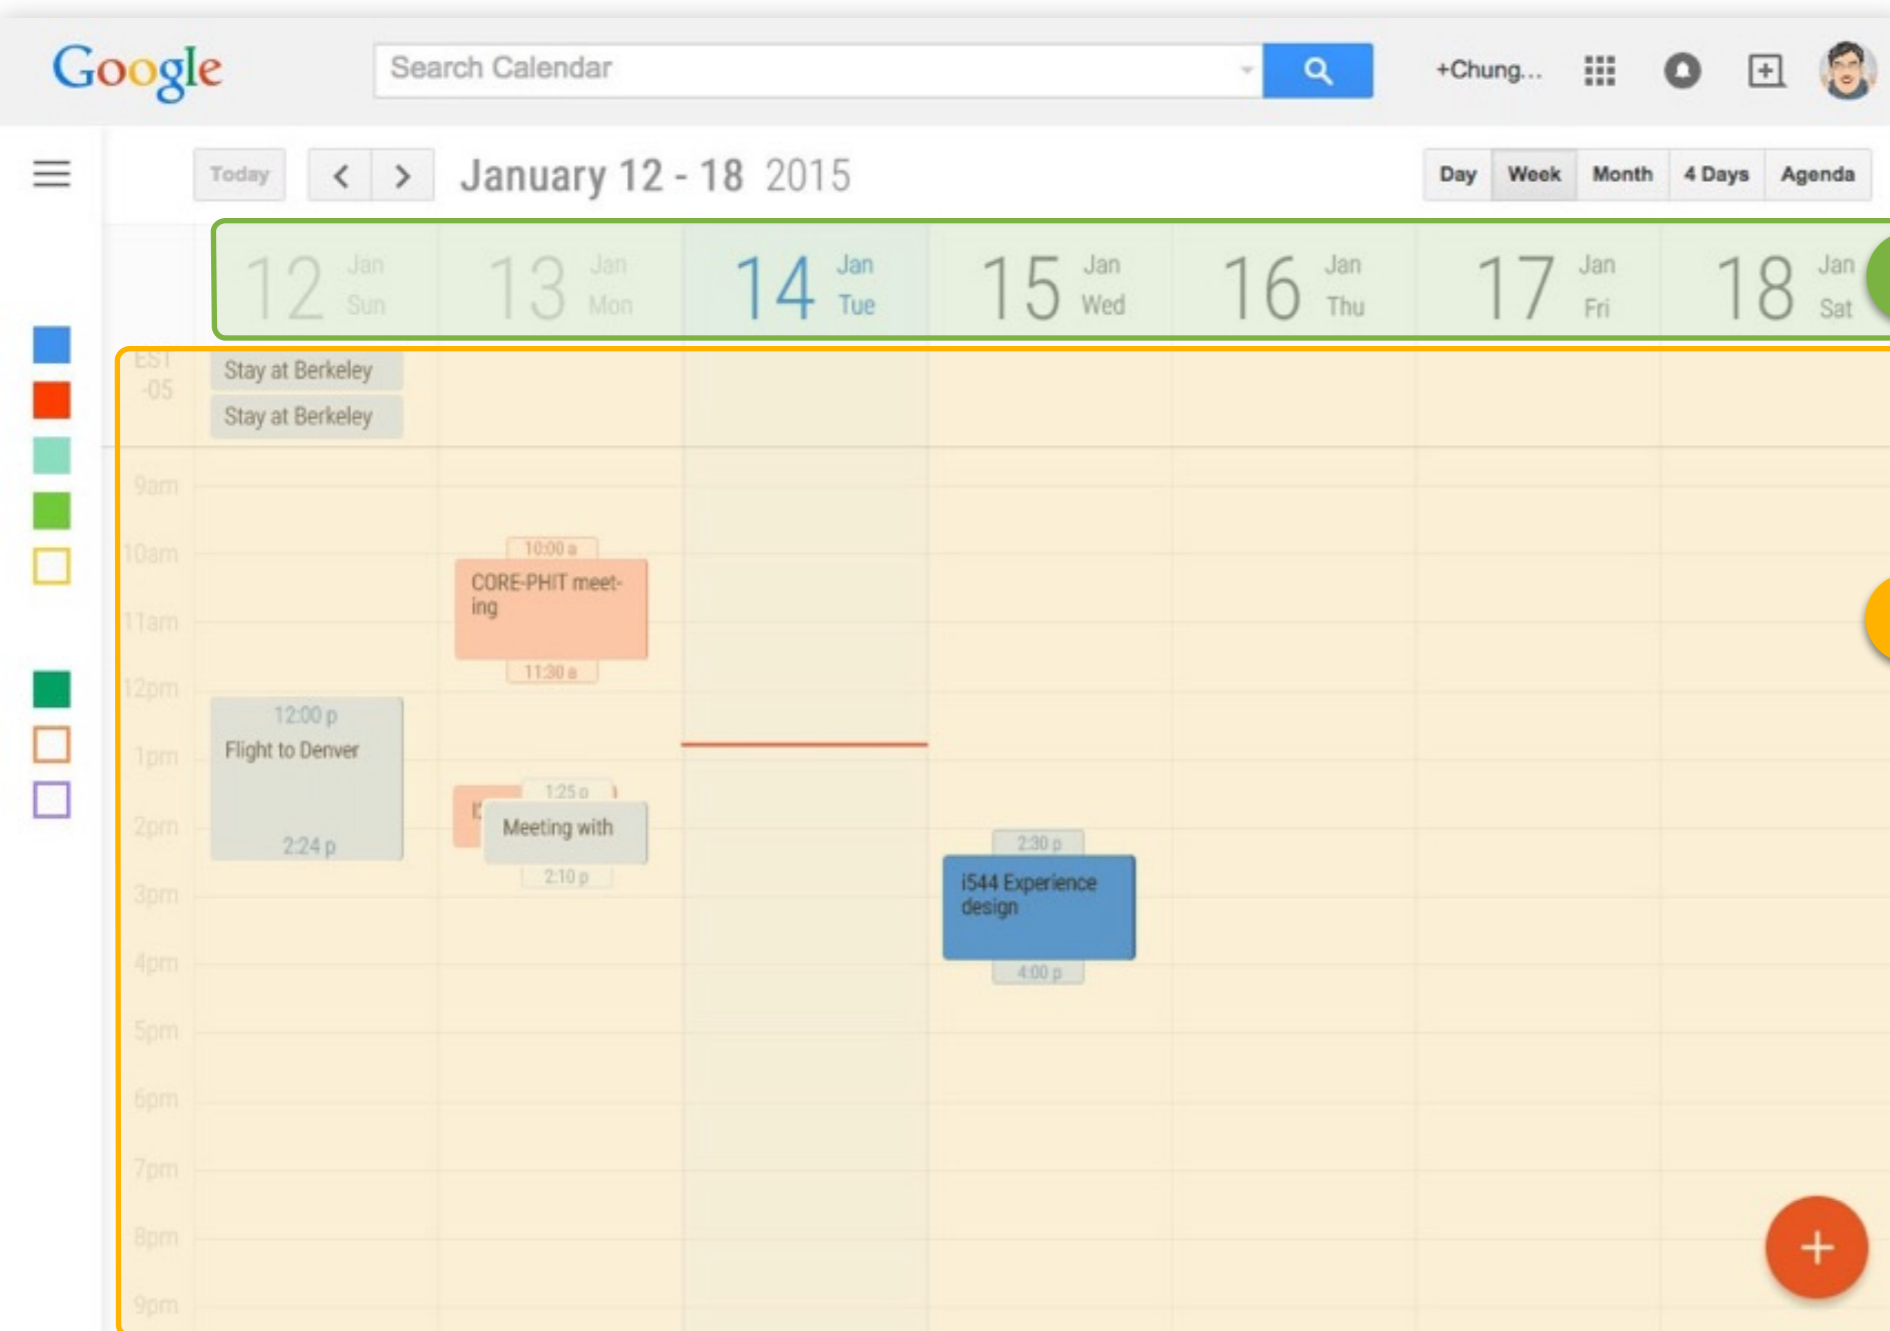 Google
Search Calendar
+Chung...
Today
January 12 - 18 2015
Day Week Month 4 Days Agenda
12 Jan Sun
13 Jan Mon
14 Jan Tue
15 Jan Wed
16 Jan Thu
17 Jan Fri
18 Jan Sat
EST
-05
Stay at Berkeley
Stay at Berkeley
9am
10am
11am
12pm
1pm
2pm
3pm
4pm
5pm
6pm
7pm
8pm
9pm
12:00 p
Flight to Denver
2:24 p
10:00 a
CORE-PHIT meet-
ing
11:30 a
1:25 p
Meeting with
2:10 p
2:30 p
i544 Experience
design
4:00 p